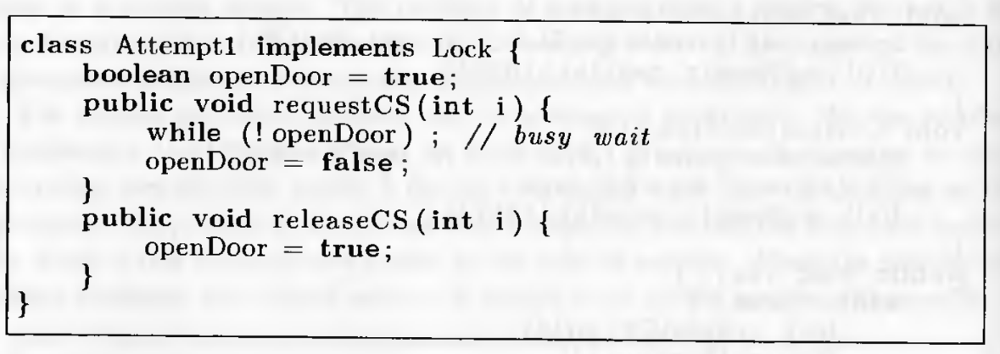 class Attempt1 implements Lock {
    boolean openDoor = true;
    public void requestCS(int i) {
        while (!openDoor) ; // busy wait
        openDoor = false;
    }
    public void releaseCS(int i) {
        openDoor = true;
    }
}